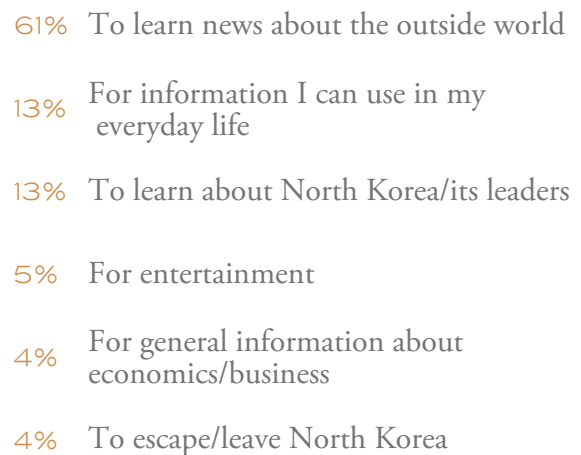 61% To learn news about the outside world
13% For information I can use in my
everyday life
13% To learn about North Korea/its leaders
5% For entertainment
4% For general information about
economics/business
4% To escape/leave North Korea